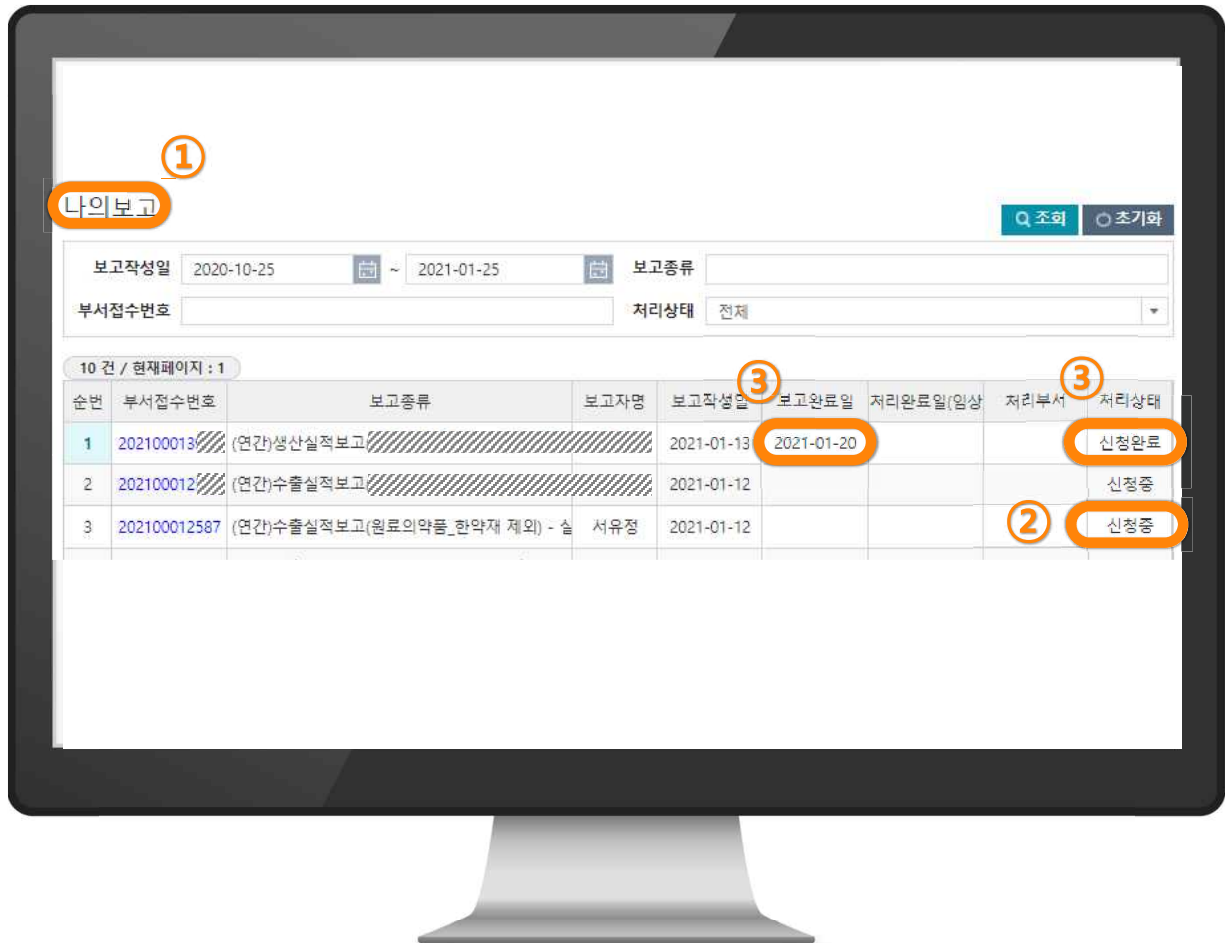 ①
나의보고
조회 초기화
보고작성일 2020-10-25 ~ 2021-01-25 보고종류
부서접수번호 처리상태 전체
10 건 / 현재페이지 : 1
③ ③
순번 부서접수번호 보고종류 보고자명 보고작성일 보고완료일 처리완료일(임상 처리부서 처리상태
1 202100013 (연간)생산실적보고( 2021-01-13 2021-01-20 신청완료
2 202100012 (연간)수출실적보고( 2021-01-12 신청중
3 202100012587 (연간)수출실적보고(원료의약품_한약재 제외) - 실 서유정 2021-01-12 ② 신청중